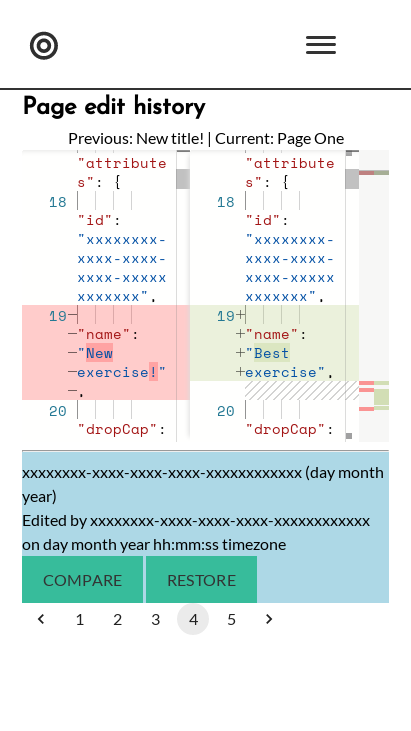 Page edit history
Previous: New title! | Current: Page One
"attribute
s": {
18
"id":
"xxxxxxxx-
xxxx-xxxx-
xxxx-xxxxx
xxxxxxx",
19−
"name":
−"New
−exercise!"
−,
20
"dropCap":
"attribute
s": {
18
"id":
"xxxxxxxx-
xxxx-xxxx-
xxxx-xxxxx
xxxxxxx",
19+
+"name":
+"Best
+exercise",
20
"dropCap":
xxxxxxxx-xxxx-xxxx-xxxx-xxxxxxxxxxxx (day month
year)
Edited by xxxxxxxx-xxxx-xxxx-xxxx-xxxxxxxxxxxx
on day month year hh:mm:ss timezone
COMPARE RESTORE
1 2 3 4 5